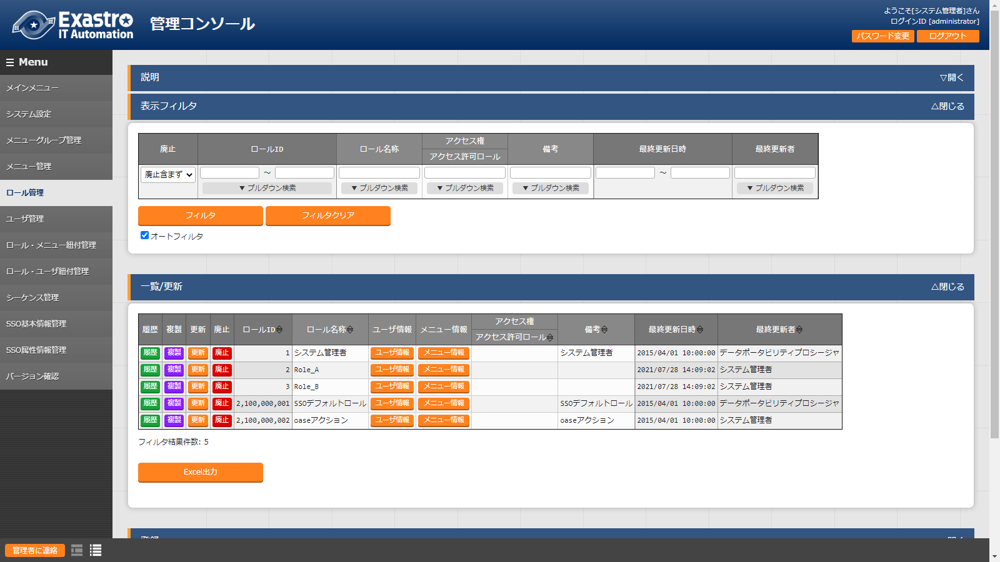 Exastro
IT Automation
管理コンソール
ようこそ[システム管理者]さん
ログインID [administrator]
パスワード変更 ログアウト
Menu
メインメニュー
システム設定
メニューグループ管理
メニュー管理
ロール管理
ユーザ管理
ロール・メニュー紐付管理
ロール・ユーザ紐付管理
シーケンス管理
SSO基本情報管理
SSO属性情報管理
バージョン確認
説明 ▽開く
表示フィルタ △閉じる
廃止 ロールID ロール名称 アクセス権 備考 最終更新日時 最終更新者
アクセス許可ロール
廃止含まず ～ ～
▼ プルダウン検索 ▼ プルダウン検索 ▼ プルダウン検索 ▼ プルダウン検索 ▼ プルダウン検索
フィルタ フィルタクリア
オートフィルタ
一覧/更新 △閉じる
履歴 複製 更新 廃止 ロールID ロール名称 ユーザ情報 メニュー情報 アクセス権 備考 最終更新日時 最終更新者
アクセス許可ロール
履歴 複製 更新 廃止 1 システム管理者 ユーザ情報 メニュー情報 システム管理者 2015/04/01 10:00:00 データポータビリティプロシージャ
履歴 複製 更新 廃止 2 Role_A ユーザ情報 メニュー情報 2021/07/28 14:09:02 システム管理者
履歴 複製 更新 廃止 3 Role_B ユーザ情報 メニュー情報 2021/07/28 14:09:02 システム管理者
履歴 複製 更新 廃止 2,100,000,001 SSOデフォルトロール ユーザ情報 メニュー情報 SSOデフォルトロール 2015/04/01 10:00:00 データポータビリティプロシージャ
履歴 複製 更新 廃止 2,100,000,002 oaseアクション ユーザ情報 メニュー情報 oaseアクション 2015/04/01 10:00:00 システム管理者
フィルタ結果件数: 5
Excel出力
管理者に連絡